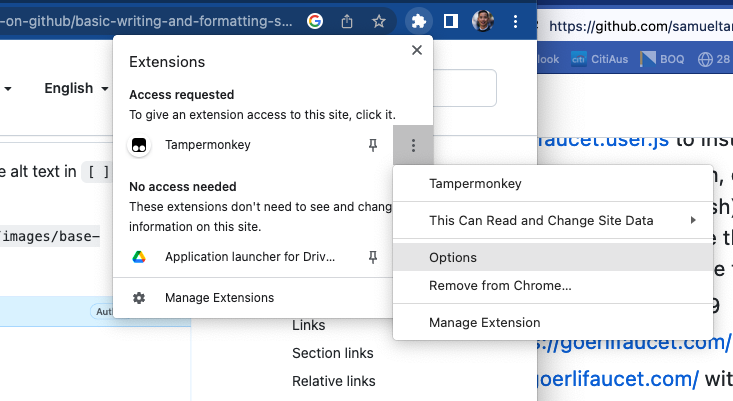 -on-github/basic-writing-and-formatting-s...
https://github.com/samuelta
Extensions
Access requested
To give an extension access to this site, click it.
Tampermonkey
No access needed
These extensions don't need to see and change
information on this site.
Application launcher for Driv...
Manage Extensions
Tampermonkey
This Can Read and Change Site Data
Options
Remove from Chrome...
Manage Extension
English
e alt text in [ ]
/images/base-
Aut
Links
Section links
Relative links
look
citi
CitiAus
BOQ
28
faucet.user.js to inst
s://goerlifaucet.com/
goerlifaucet.com/ wit